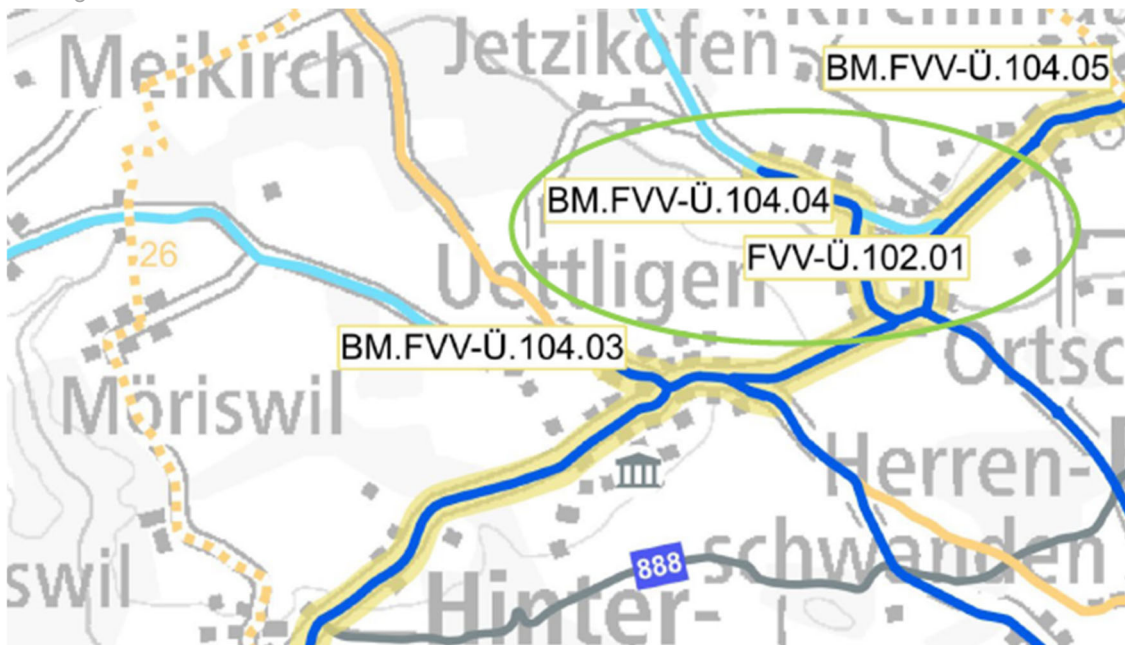 Meikirch
Jetzikofen
BM.FVV-Ü.104.05
BM.FVV-Ü.104.04
26
Uettligen
FVV-Ü.102.01
BM.FVV-Ü.104.03
Ortsc
Möriswil
Herren-
swil
888
schwanden
Hinter-